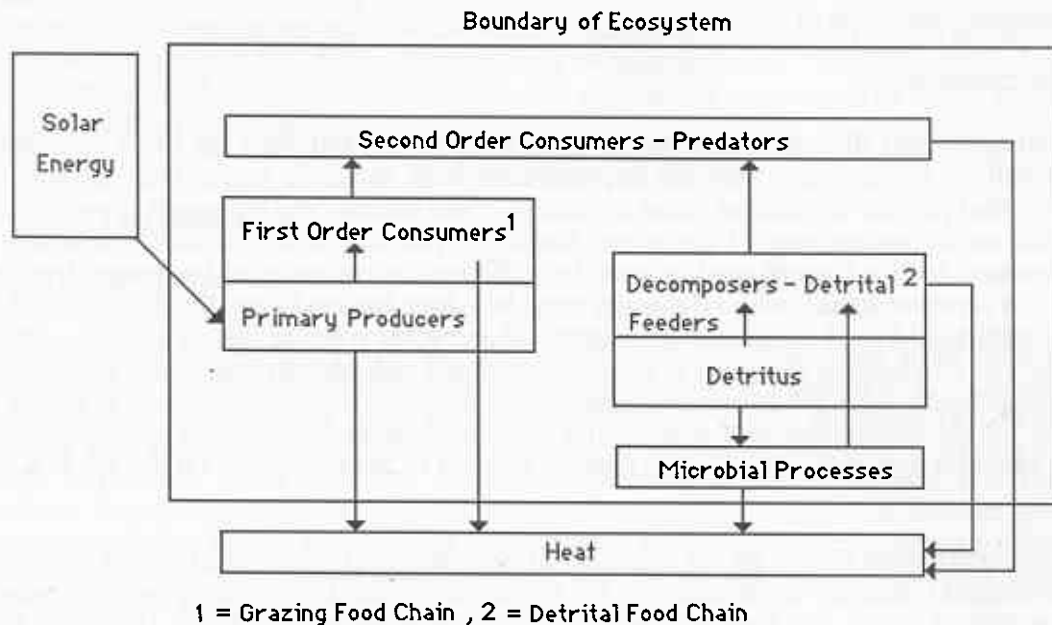 Boundary of Ecosystem
Solar
Energy
Second Order Consumers - Predators
First Order Consumers¹
Primary Producers
Decomposers - Detrital ²
Feeders
Detritus
Microbial Processes
Heat
1 = Grazing Food Chain , 2 = Detrital Food Chain